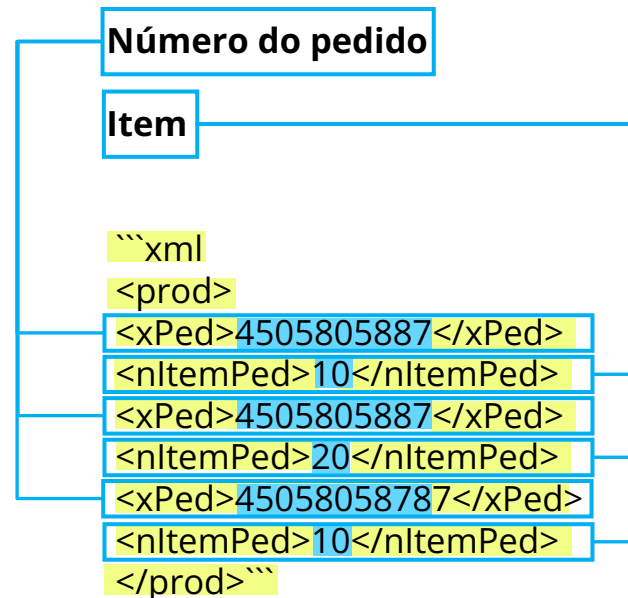 Número do pedido
Item
```xml
<prod>
<xPed>4505805887</xPed>
<nItemPed>10</nItemPed>
<xPed>4505805887</xPed>
<nItemPed>20</nItemPed>
<xPed>45058058787</xPed>
<nItemPed>10</nItemPed>
</prod>```